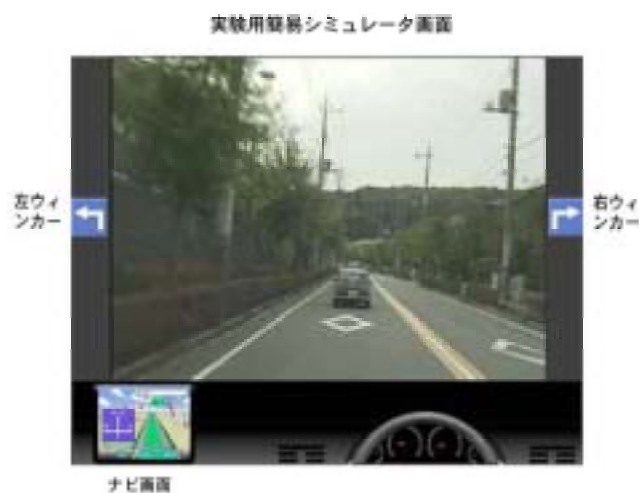 実験用簡易シミュレータ画面
左ウィ
ンカー
右ウィ
ンカー
ナビ画面